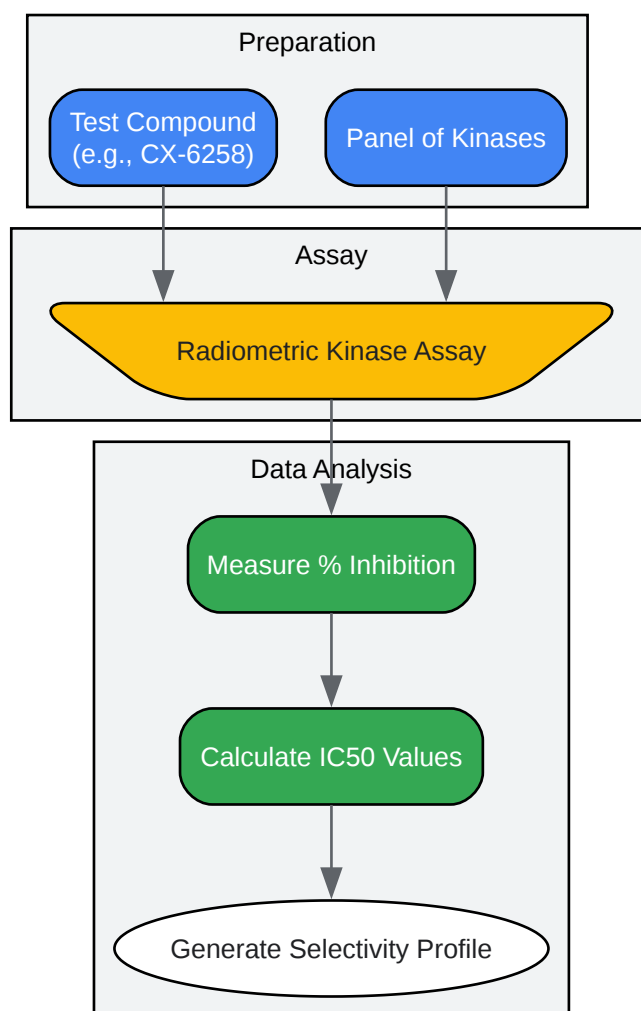 Preparation
Test Compound
(e.g., CX-6258)
Panel of Kinases
Assay
Radiometric Kinase Assay
Data Analysis
Measure % Inhibition
Calculate IC50 Values
Generate Selectivity Profile